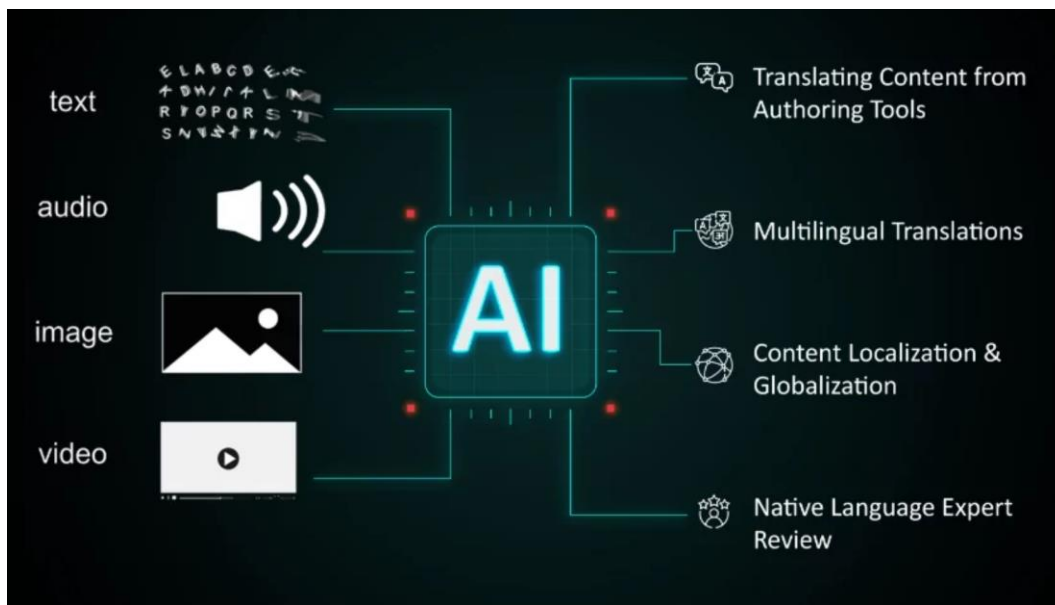 text
E L A B C D E
R Y O P Q R S T
audio
image
video
AI
Translating Content from
Authoring Tools
Multilingual Translations
Content Localization &
Globalization
Native Language Expert
Review